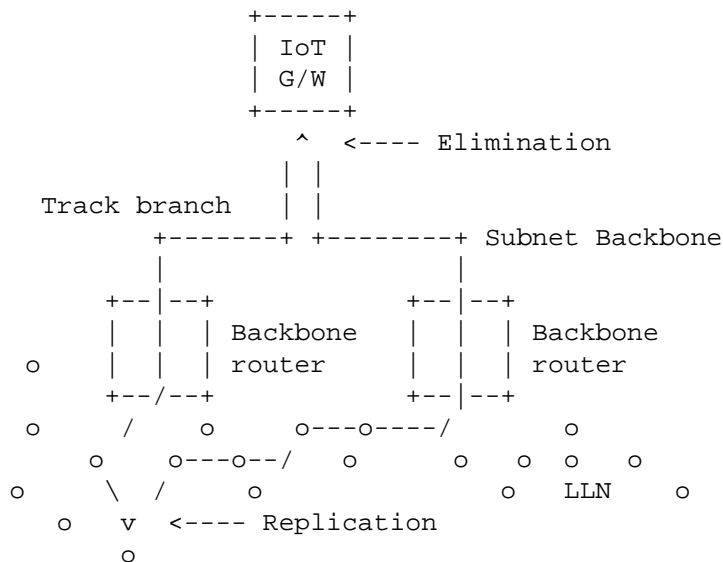 IoT
G/W
<---- Elimination
Track branch
Subnet Backbone
Backbone Backbone
router router
o
o o o---o----/ o
o o---o--/ o o o o o
o \ / o o LLN o
o v <---- Replication
o